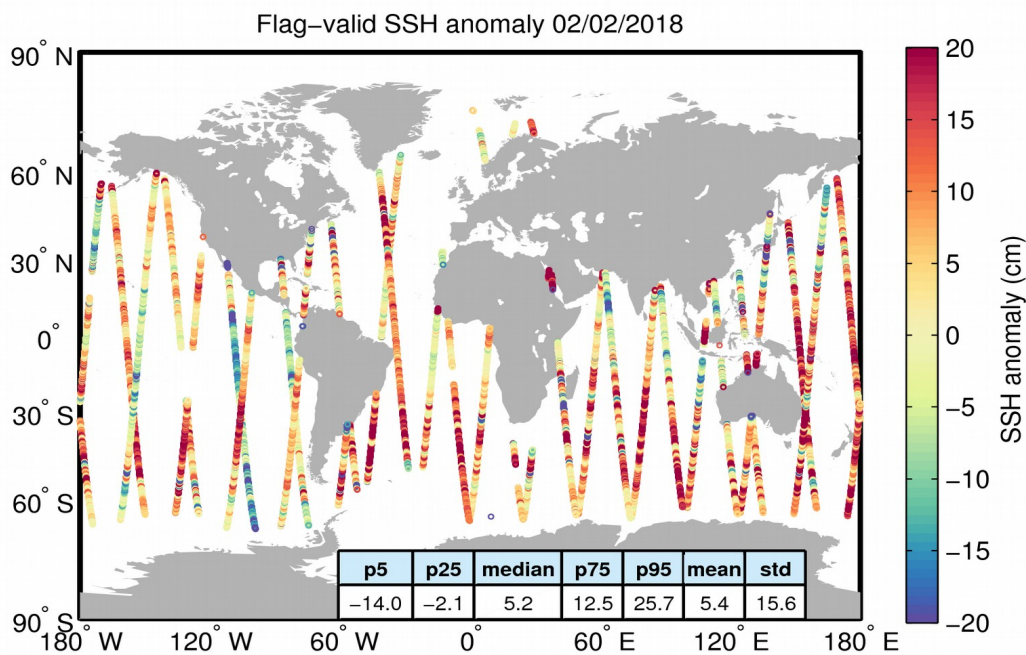 Flag−valid SSH anomaly 02/02/2018
90° N
60° N
30° N
0°
30° S
60° S
90° S
180° W
120° W
60° W
0°
60° E
120° E
180° E
p5 p25 median p75 p95 mean std
−14.0 −2.1 5.2 12.5 25.7 5.4 15.6
20
15
10
5
0
−5
−10
−15
−20
SSH anomaly (cm)